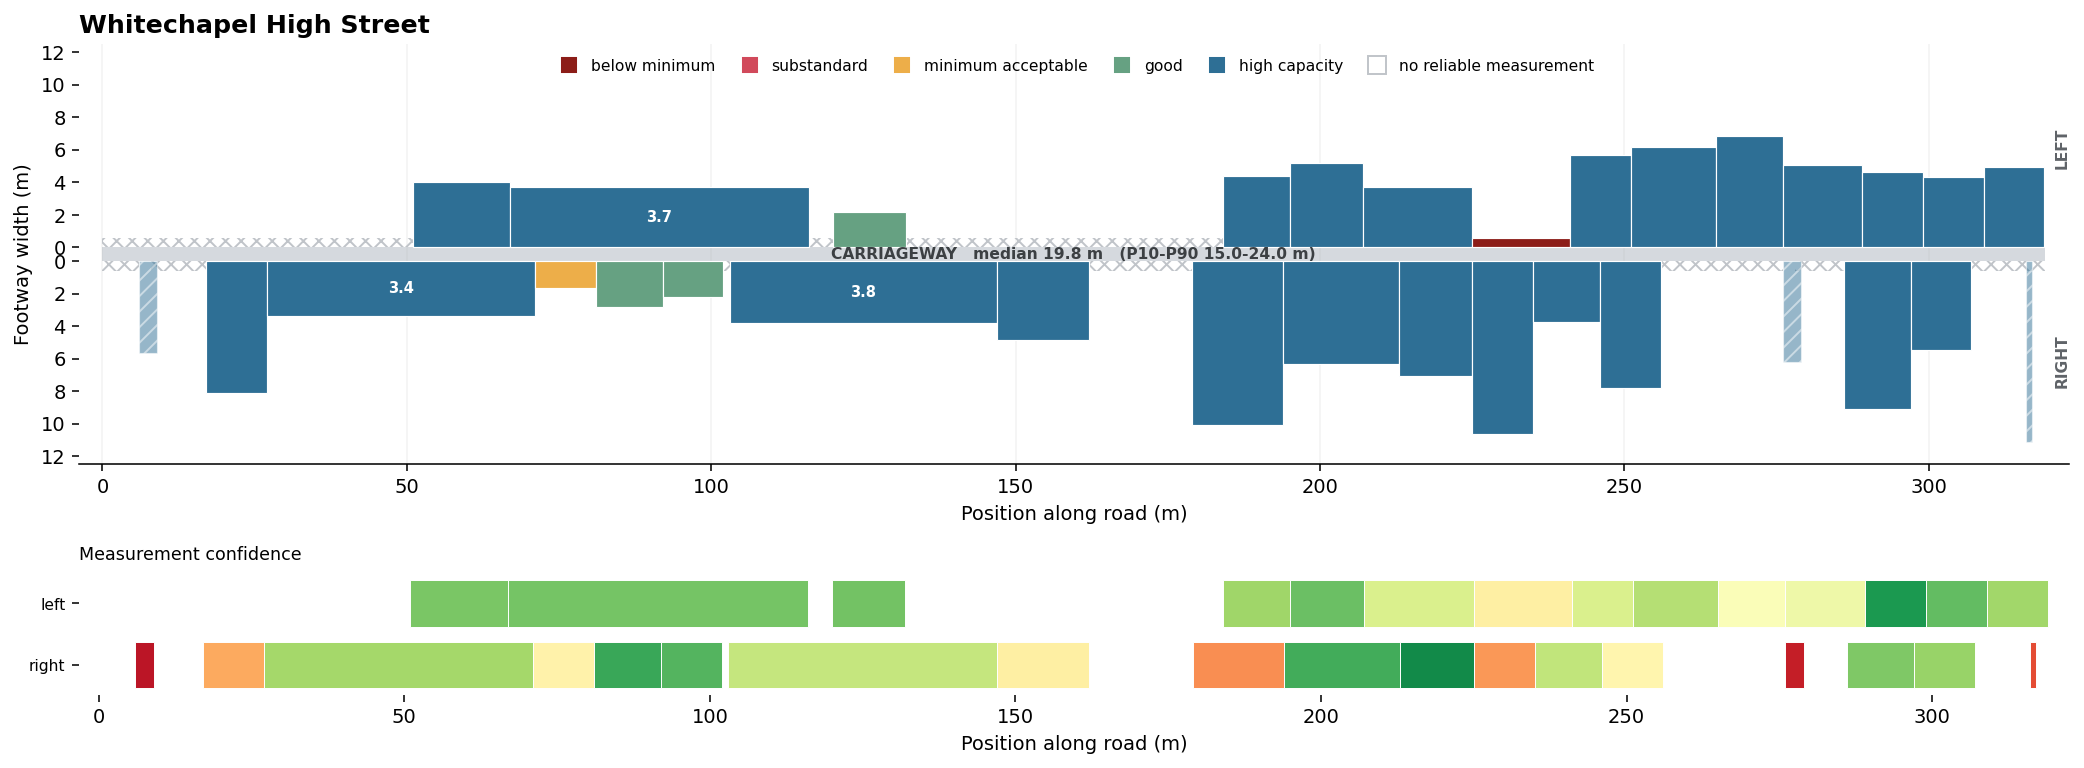 Whitechapel High Street
below minimum
substandard
minimum acceptable
good
high capacity
no reliable measurement
Footway width (m)
12
10
8
6
4
2
0
0
2
4
6
8
10
12
LEFT
RIGHT
3.7
CARRIAGEWAY median 19.8 m (P10-P90 15.0-24.0 m)
3.4
3.8
0
50
100
150
200
250
300
Position along road (m)
Measurement confidence
left
right
0
50
100
150
200
250
300
Position along road (m)